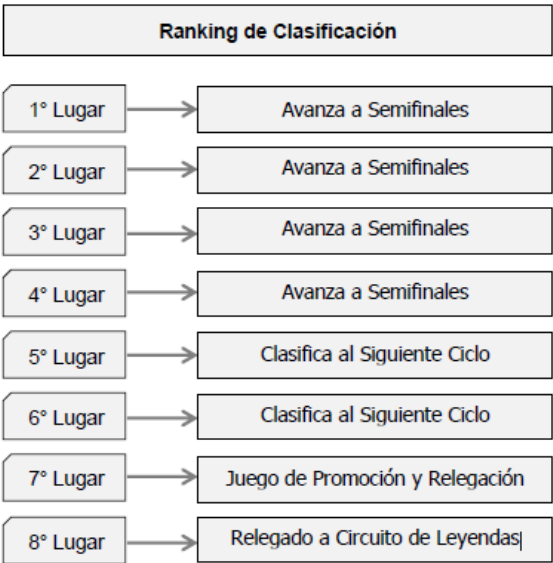 Ranking de Clasificación
1° Lugar Avanza a Semifinales
2° Lugar Avanza a Semifinales
3° Lugar Avanza a Semifinales
4° Lugar Avanza a Semifinales
5° Lugar Clasifica al Siguiente Ciclo
6° Lugar Clasifica al Siguiente Ciclo
7° Lugar Juego de Promoción y Relegación
8° Lugar Relegado a Circuito de Leyendas